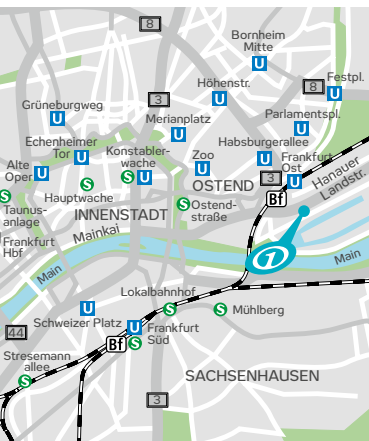 8
Bornheim
Mitte
U
8
Festpl.
U
Höhenstr.
U
3
Grüneburgweg
U
Merianplatz
U
Parlamentspl.
U
Echenheimer
Tor
U
Konstabler-
wache
S
U
Zoo
U
Habsburgerallee
U
Frankfurt
Ost
U
Alte
Oper
U
S
Hauptwache
S
OSTEND
3
Bf
Hanauer
Landstr.
S
Taunus-
anlage
INNENSTADT
S
Ostend-
straße
Frankfurt
Hbf
Mainkai
Main
Main
Lokalbahnhof
S
S
Mühlberg
U
Schweizer Platz
U
Frankfurt
Süd
S
44
Bf
Stresemann
allee
S
SACHSENHAUSEN
3